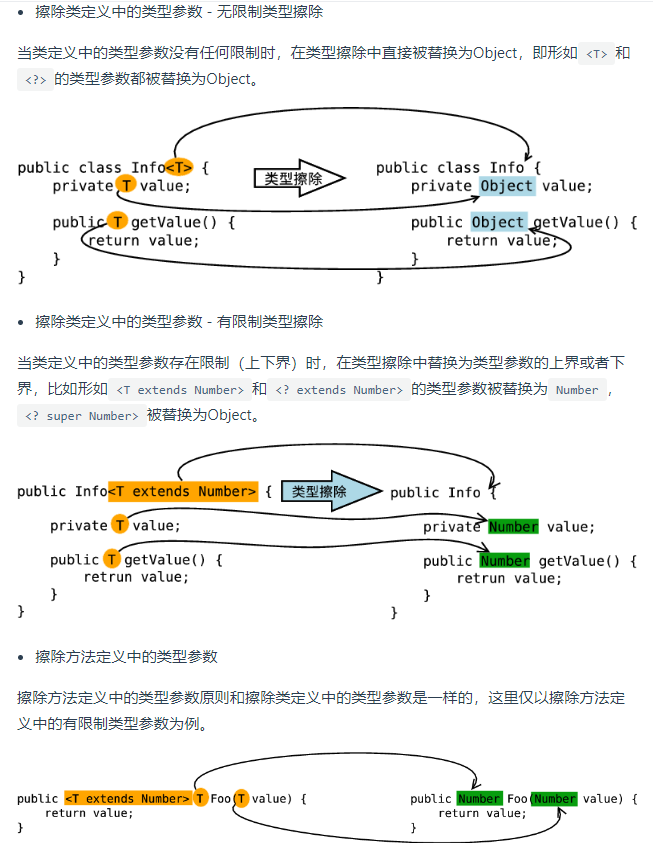 擦除类定义中的类型参数 - 无限制类型擦除
当类定义中的类型参数没有任何限制时，在类型擦除中直接被替换为Object，即形如 <T> 和
<?> 的类型参数都被替换为Object。
public class Info<T> {
private T value;
public T getValue() {
return value;
}
}
类型擦除
public class Info {
private Object value;
public Object getValue() {
return value;
}
}
擦除类定义中的类型参数 - 有限制类型擦除
当类定义中的类型参数存在限制（上下界）时，在类型擦除中替换为类型参数的上界或者下
界，比如形如 <T extends Number> 和 <? extends Number> 的类型参数被替换为 Number ，
<? super Number> 被替换为Object。
public Info<T extends Number> {
private T value;
public T getValue() {
retrun value;
}
}
类型擦除
public Info {
private Number value;
public Number getValue() {
retrun value;
}
}
擦除方法定义中的类型参数
擦除方法定义中的类型参数原则和擦除类定义中的类型参数是一样的，这里仅以擦除方法定
义中的有限制类型参数为例。
public <T extends Number> T Foo(T value) {
return value;
}
public Number Foo(Number value) {
return value;
}